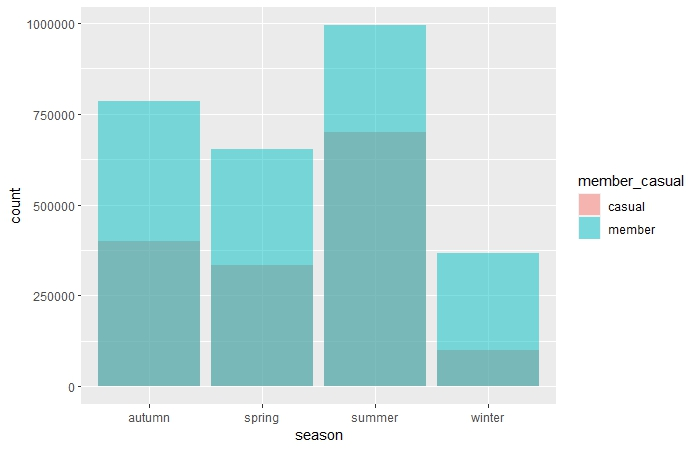 1000000
750000
500000
250000
0
count
autumn spring summer winter
season
member_casual
casual
member